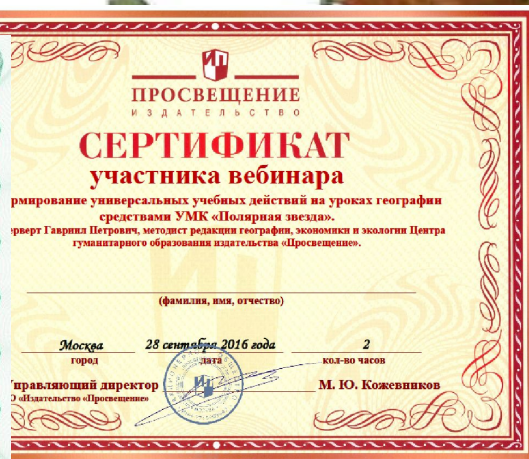 ПРОСВЕЩЕНИЕ
ИЗДАТЕЛЬСТВО
СЕРТИФИКАТ
участника вебинара
рмирование универсальных учебных действий на уроках географии
средствами УМК «Полярная звезда».
ерверт Гавриил Петрович, методист редакции географии, экономики и экологии Центра
гуманитарного образования издательства «Просвещение».
(фамилия, имя, отчество)
Москва 28 сентября 2016 года 2
город дата кол-во часов
Управляющий директор М. Ю. Кожевников
О «Издательство «Просвещение»